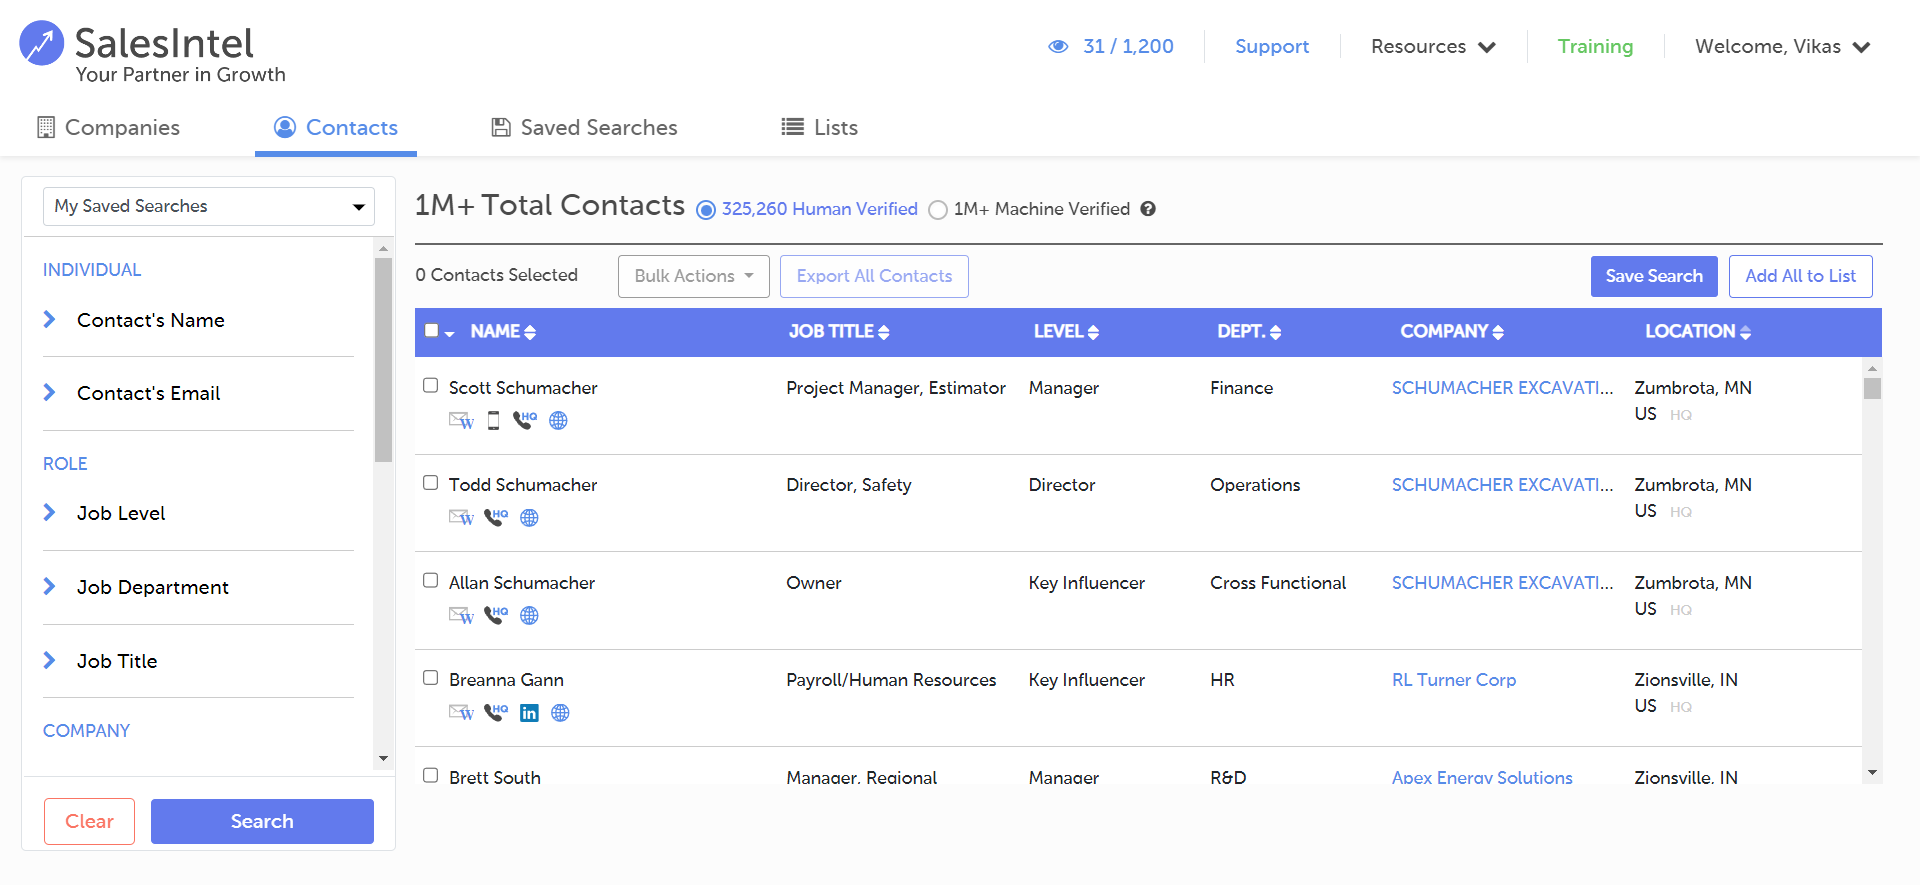 SalesIntel
Your Partner in Growth
31 / 1,200
Support
Resources
Training
Welcome, Vikas
Companies
Contacts
Saved Searches
Lists
My Saved Searches
INDIVIDUAL
Contact's Name
Contact's Email
ROLE
Job Level
Job Department
Job Title
COMPANY
Clear
Search
1M+ Total Contacts
325,260 Human Verified
1M+ Machine Verified
?
0 Contacts Selected
Bulk Actions
Export All Contacts
Save Search
Add All to List
NAME JOB TITLE LEVEL DEPT. COMPANY LOCATION
Scott Schumacher Project Manager, Estimator Manager Finance SCHUMACHER EXCAVATI... Zumbrota, MN
W HQ US HQ
Todd Schumacher Director, Safety Director Operations SCHUMACHER EXCAVATI... Zumbrota, MN
W HQ US HQ
Allan Schumacher Owner Key Influencer Cross Functional SCHUMACHER EXCAVATI... Zumbrota, MN
W HQ US HQ
Breanna Gann Payroll/Human Resources Key Influencer HR RL Turner Corp Zionsville, IN
W HQ in US HQ
Brett South Manager, Regional Manager R&D Apex Energy Solutions Zionsville, IN